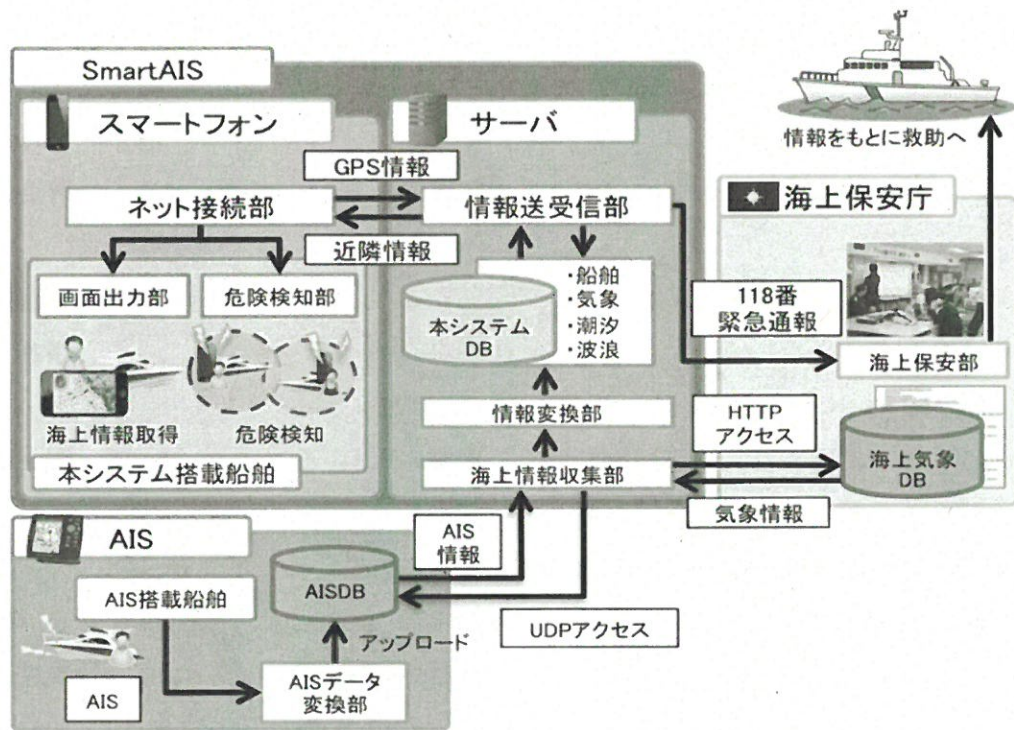 SmartAIS
スマートフォン
サーバ
GPS情報
ネット接続部
情報送受信部
近隣情報
画面出力部
危険検知部
海上情報取得
危険検知
本システム搭載船舶
本システム
DB
・船舶
・気象
・潮汐
・波浪
情報変換部
海上情報収集部
情報をもとに救助へ
海上保安庁
118番
緊急通報
海上保安部
HTTP
アクセス
海上気象
DB
気象情報
AIS
AIS搭載船舶
AIS
AISDB
アップロード
AISデータ
変換部
AIS
情報
UDPアクセス